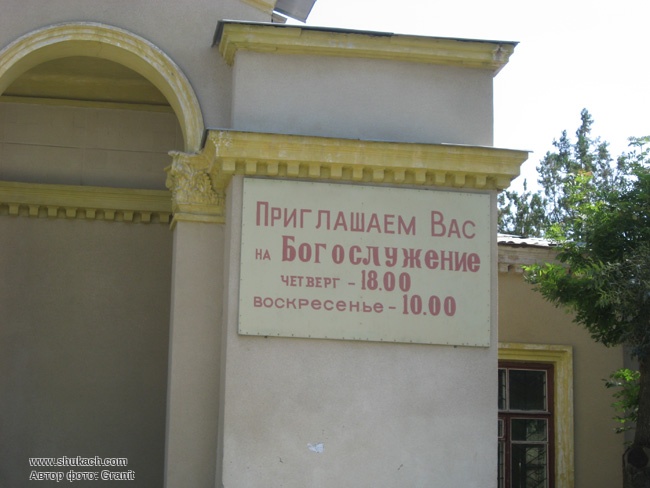 Приглашаем Вас
на Богослужение
четверг - 18.00
воскресенье - 10.00
www.shukach.com
Автор фото: Granit